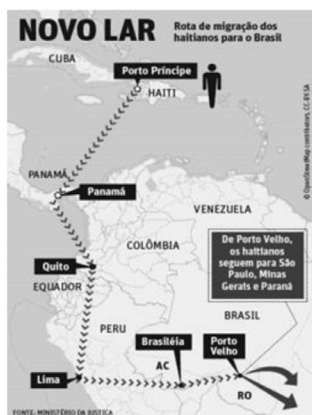 NOVO LAR
Rota de migração dos
haitianos para o Brasil
CUBA
Porto Príncipe
HAITI
© OpenStreetMap contributors, CC-BY-SA
PANAMÁ
Panamá
VENEZUELA
COLÔMBIA
De Porto Velho,
os haitianos
seguem para São
Paulo, Minas
Gerais e Paraná
Quito
EQUADOR
BRASIL
PERU
Brasiléia
Porto
Velho
AC
Lima
RO
FONTE: MINISTÉRIO DA JUSTIÇA